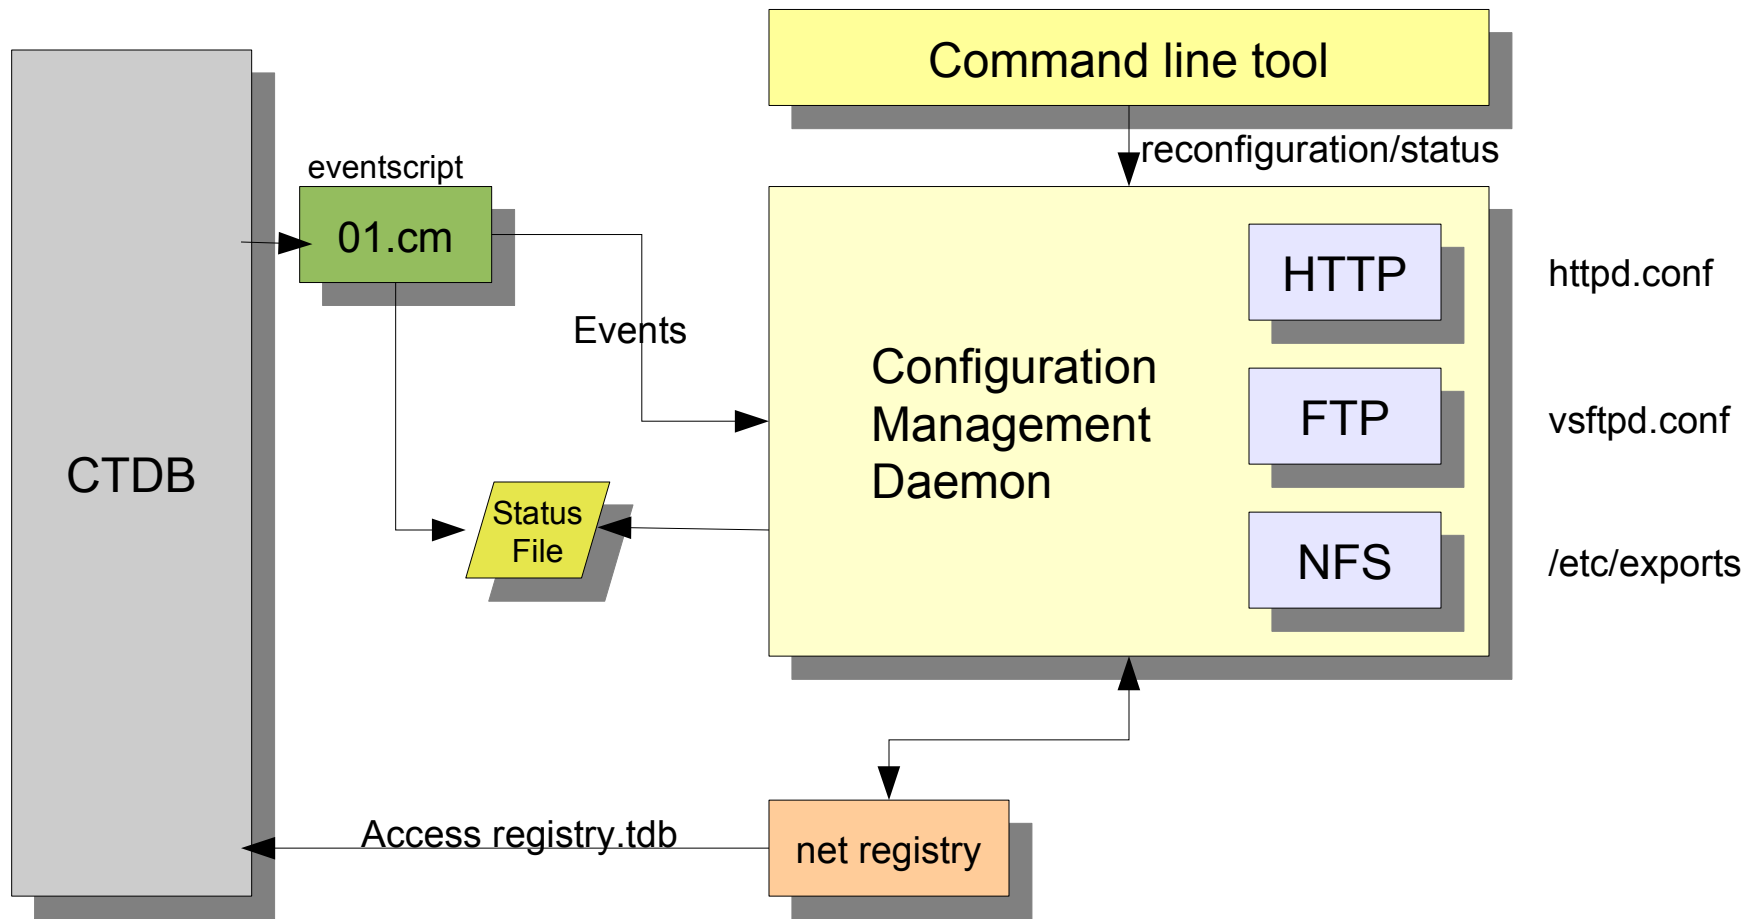 Command line tool
reconfiguration/status
eventscript
01.cm
HTTP
httpd.conf
Events
Configuration
Management
Daemon
FTP
vsftpd.conf
CTDB
Status
File
NFS
/etc/exports
Access registry.tdb
net registry